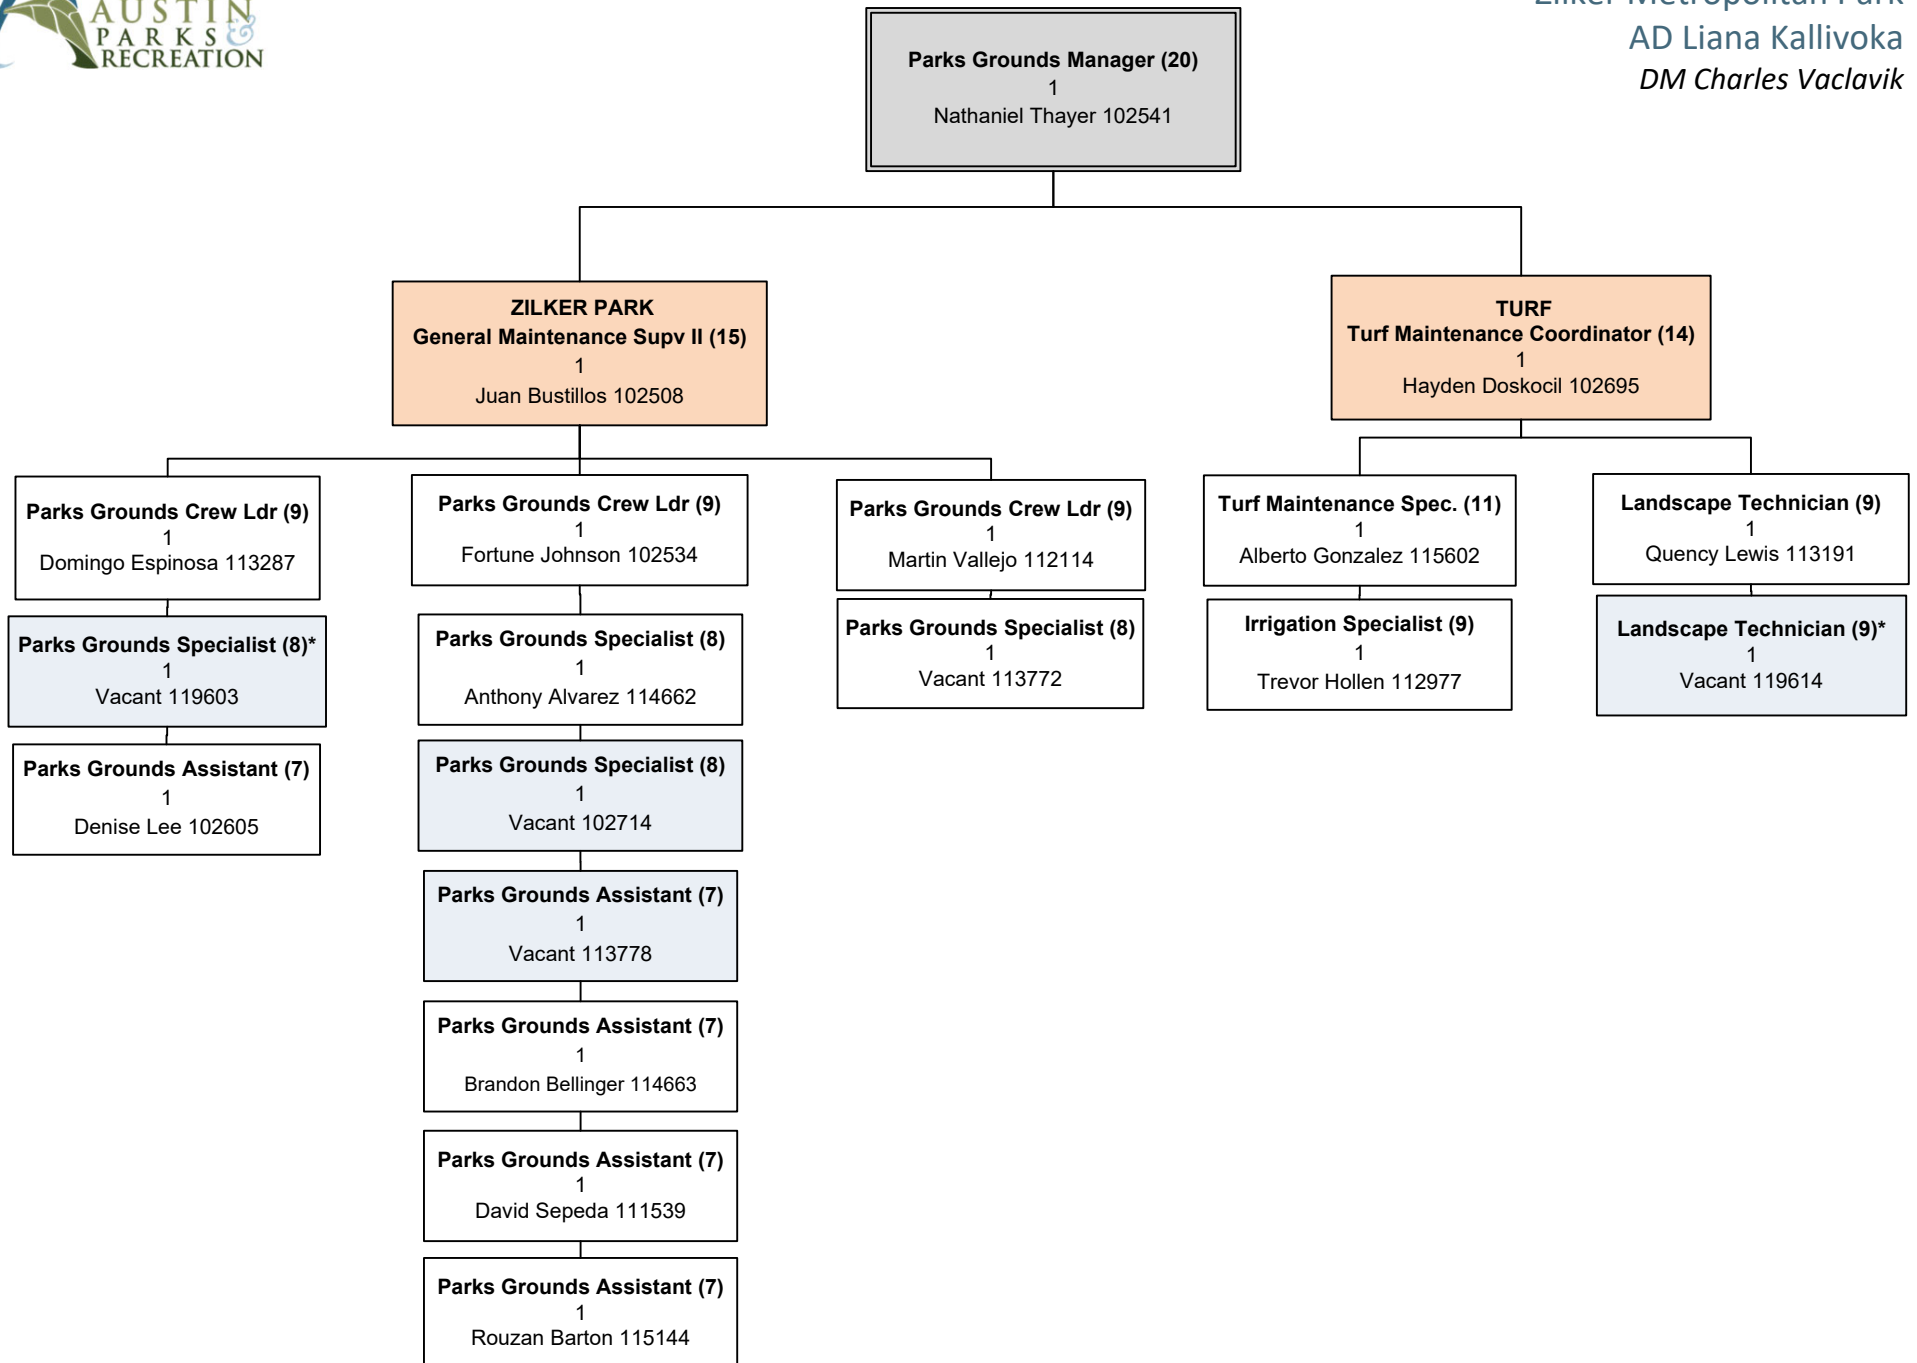 AUSTIN
PARKS &
RECREATION
Zilker Metropolitan Park
AD Liana Kallivoka
DM Charles Vaclavik
Parks Grounds Manager (20)
1
Nathaniel Thayer 102541
ZILKER PARK
General Maintenance Supv II (15)
1
Juan Bustillos 102508
TURF
Turf Maintenance Coordinator (14)
1
Hayden Doskocil 102695
Parks Grounds Crew Ldr (9)
1
Domingo Espinosa 113287
Parks Grounds Specialist (8)*
1
Vacant 119603
Parks Grounds Assistant (7)
1
Denise Lee 102605
Parks Grounds Crew Ldr (9)
1
Fortune Johnson 102534
Parks Grounds Specialist (8)
1
Anthony Alvarez 114662
Parks Grounds Specialist (8)
1
Vacant 102714
Parks Grounds Assistant (7)
1
Vacant 113778
Parks Grounds Assistant (7)
1
Brandon Bellinger 114663
Parks Grounds Assistant (7)
1
David Sepeda 111539
Parks Grounds Assistant (7)
1
Rouzan Barton 115144
Parks Grounds Crew Ldr (9)
1
Martin Vallejo 112114
Parks Grounds Specialist (8)
1
Vacant 113772
Turf Maintenance Spec. (11)
1
Alberto Gonzalez 115602
Irrigation Specialist (9)
1
Trevor Hollen 112977
Landscape Technician (9)
1
Quency Lewis 113191
Landscape Technician (9)*
1
Vacant 119614